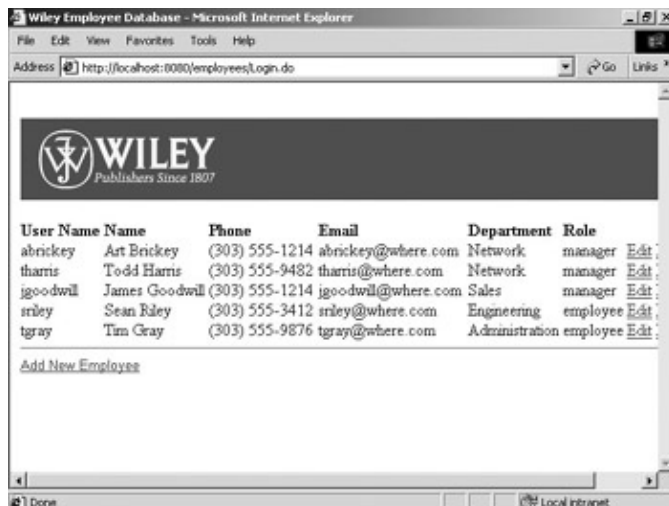 Wiley Employee Database - Microsoft Internet Explorer
File Edit View Favorites Tools Help
Address http://localhost:8080/employees/Login.do Go Links
WILEY
Publishers Since 1807
User Name Name Phone Email Department Role
abrickey Art Brickey (303) 555-1214 abrickey@where.com Network manager Edit
tharris Todd Harris (303) 555-9482 tharris@where.com Network manager Edit
jgoodwill James Goodwill (303) 555-1214 jgoodwill@where.com Sales manager Edit
sriley Sean Riley (303) 555-3412 sriley@where.com Engineering employee Edit
tgray Tim Gray (303) 555-9876 tgray@where.com Administration employee Edit
Add New Employee
Done Local intranet